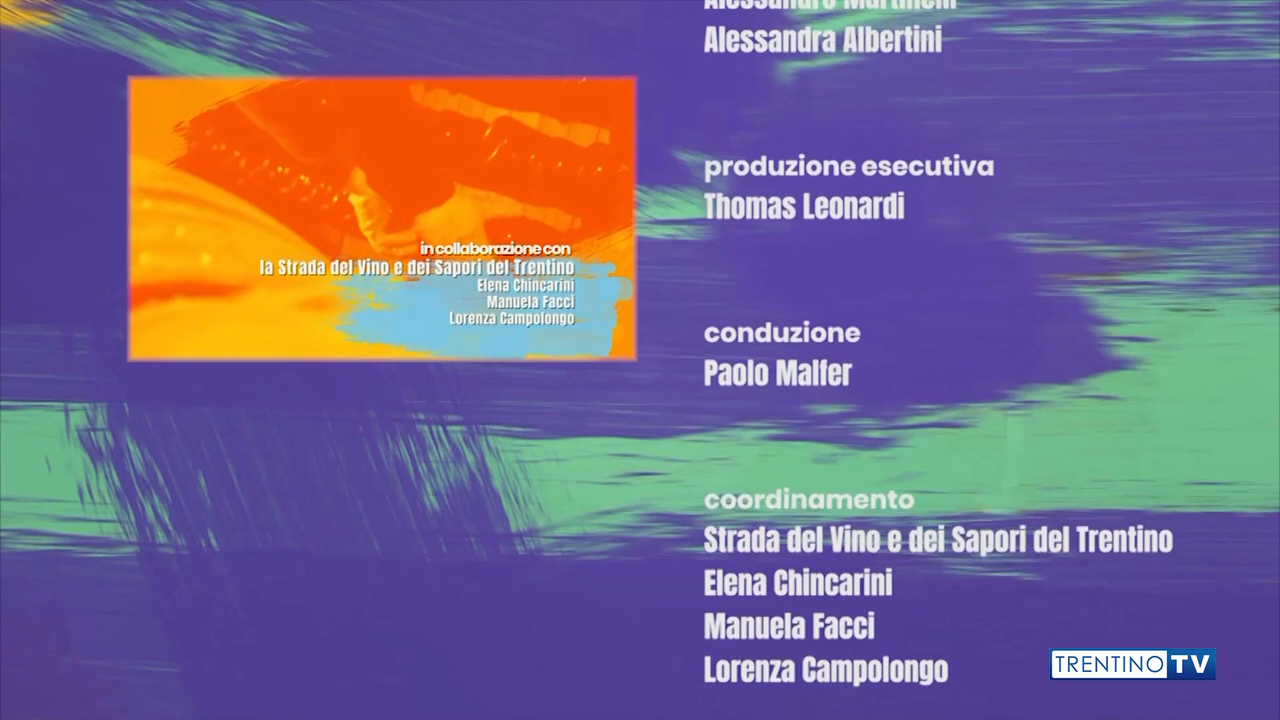 Alessandro Martinelli
Alessandra Albertini
produzione esecutiva
Thomas Leonardi
conduzione
Paolo Malfer
coordinamento
Strada del Vino e dei Sapori del Trentino
Elena Chincarini
Manuela Facci
Lorenza Campolongo
in collaborazione con
la Strada del Vino e dei Sapori del Trentino
Elena Chincarini
Manuela Facci
Lorenza Campolongo
TRENTINO TV